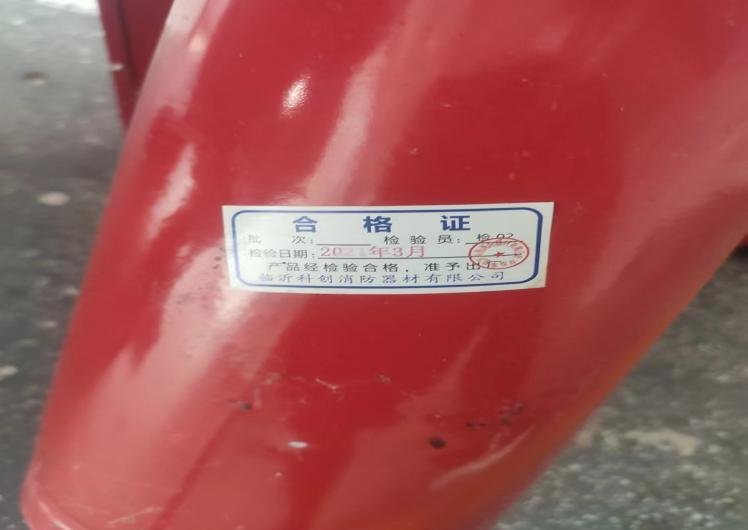 合格证
批 次: 检验员: 检02
检验日期: 202 年3月
产品经检验合格，准予出
临沂科创消防器材有限公司